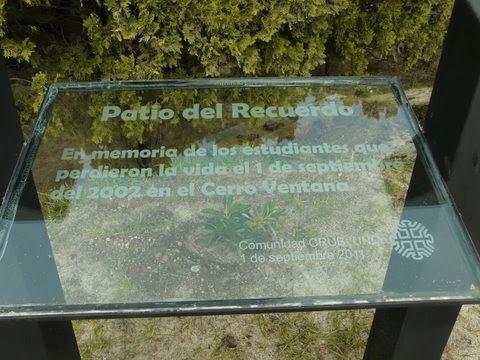 Patio del Recuerdo
En memoria de los estudiantes que
perdieron la vida el 1 de septiembre
del 2002 en el Cerro Ventana.
Comunidad CRUB,
1 de septiembre 2011